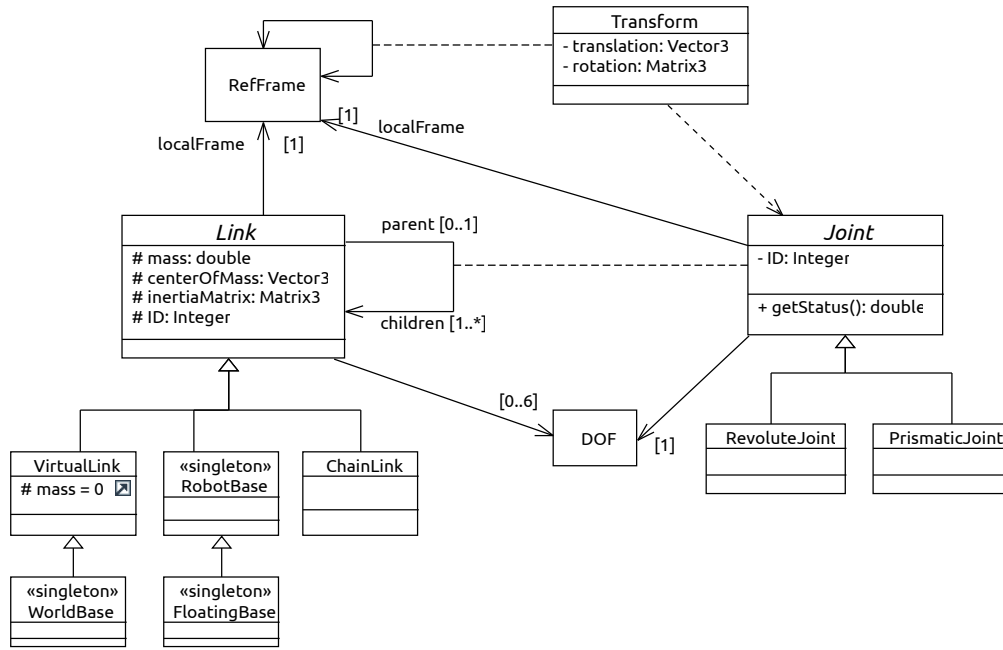 Transform
- translation: Vector3
- rotation: Matrix3
RefFrame
[1]
localFrame
localFrame
[1]
Link
# mass: double
# centerOfMass: Vector3
# inertiaMatrix: Matrix3
# ID: Integer
parent [0..1]
children [1..*]
Joint
- ID: Integer
+ getStatus(): double
[0..6]
DOF
[1]
RevoluteJoint
PrismaticJoint
VirtualLink
# mass = 0
«singleton»
RobotBase
ChainLink
«singleton»
WorldBase
«singleton»
FloatingBase